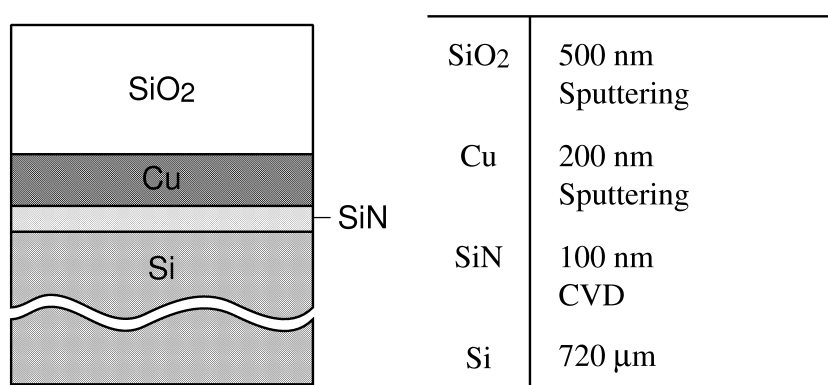 SiO2
Cu
SiN
Si
SiO2 500 nm
Sputtering
Cu 200 nm
Sputtering
SiN 100 nm
CVD
Si 720 μm